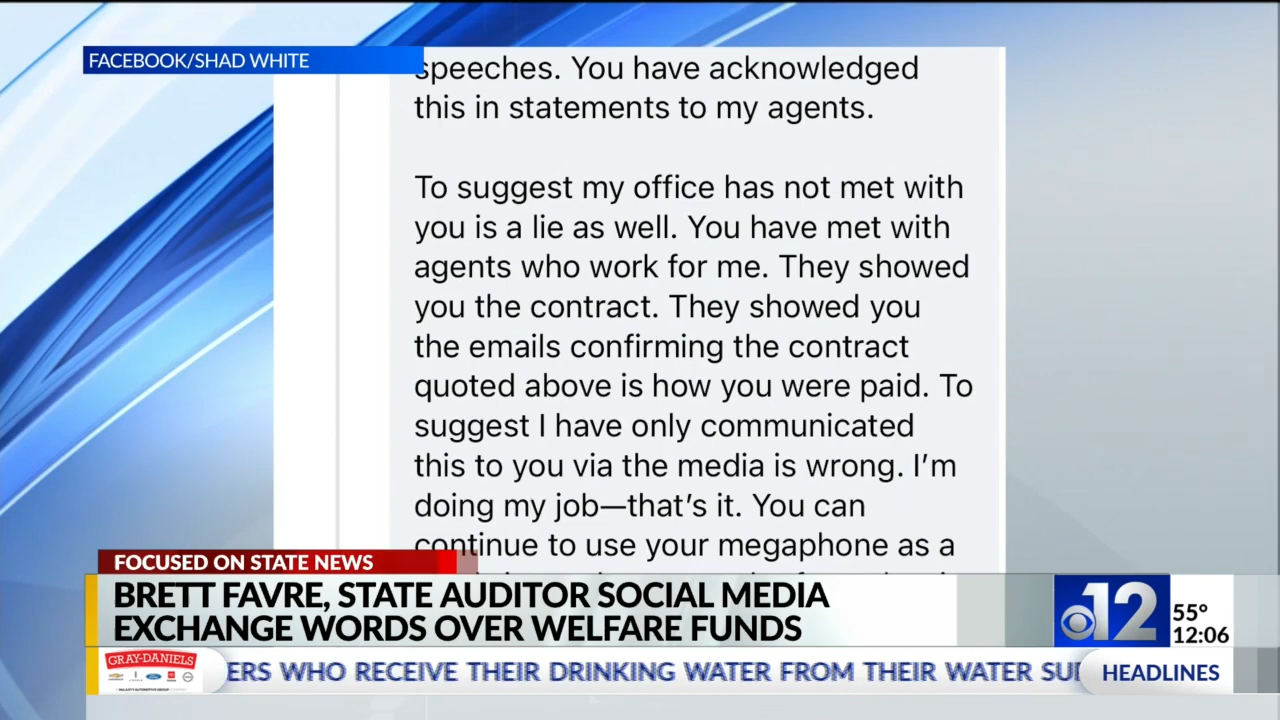 FACEBOOK/SHAD WHITE
speeches. You have acknowledged
this in statements to my agents.
To suggest my office has not met with
you is a lie as well. You have met with
agents who work for me. They showed
you the contract. They showed you
the emails confirming the contract
quoted above is how you were paid. To
suggest I have only communicated
this to you via the media is wrong. I'm
doing my job—that's it. You can
continue to use your megaphone as a
FOCUSED ON STATE NEWS
BRETT FAVRE, STATE AUDITOR SOCIAL MEDIA
EXCHANGE WORDS OVER WELFARE FUNDS
12
55°
12:06
GRAY-DANIELS
ERS WHO RECEIVE THEIR DRINKING WATER FROM THEIR WATER SU
HEADLINES